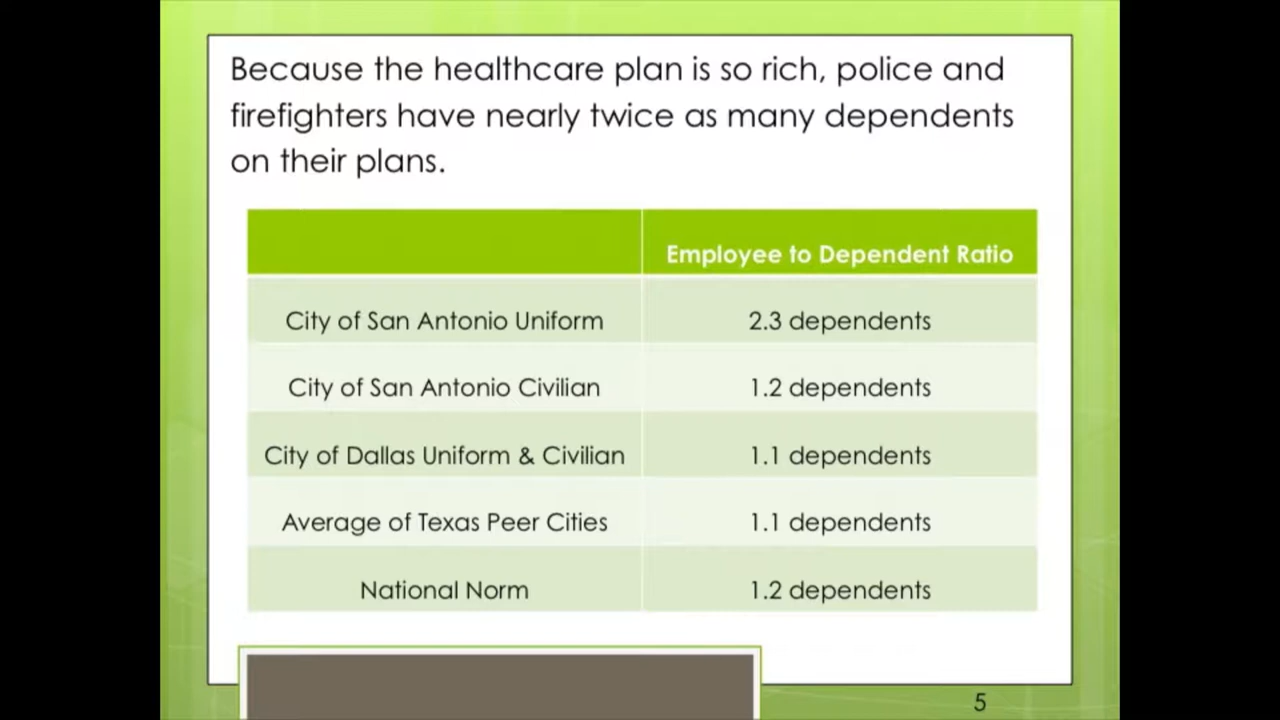 Because the healthcare plan is so rich, police and
firefighters have nearly twice as many dependents
on their plans.
Employee to Dependent Ratio
City of San Antonio Uniform 2.3 dependents
City of San Antonio Civilian 1.2 dependents
City of Dallas Uniform & Civilian 1.1 dependents
Average of Texas Peer Cities 1.1 dependents
National Norm 1.2 dependents
5